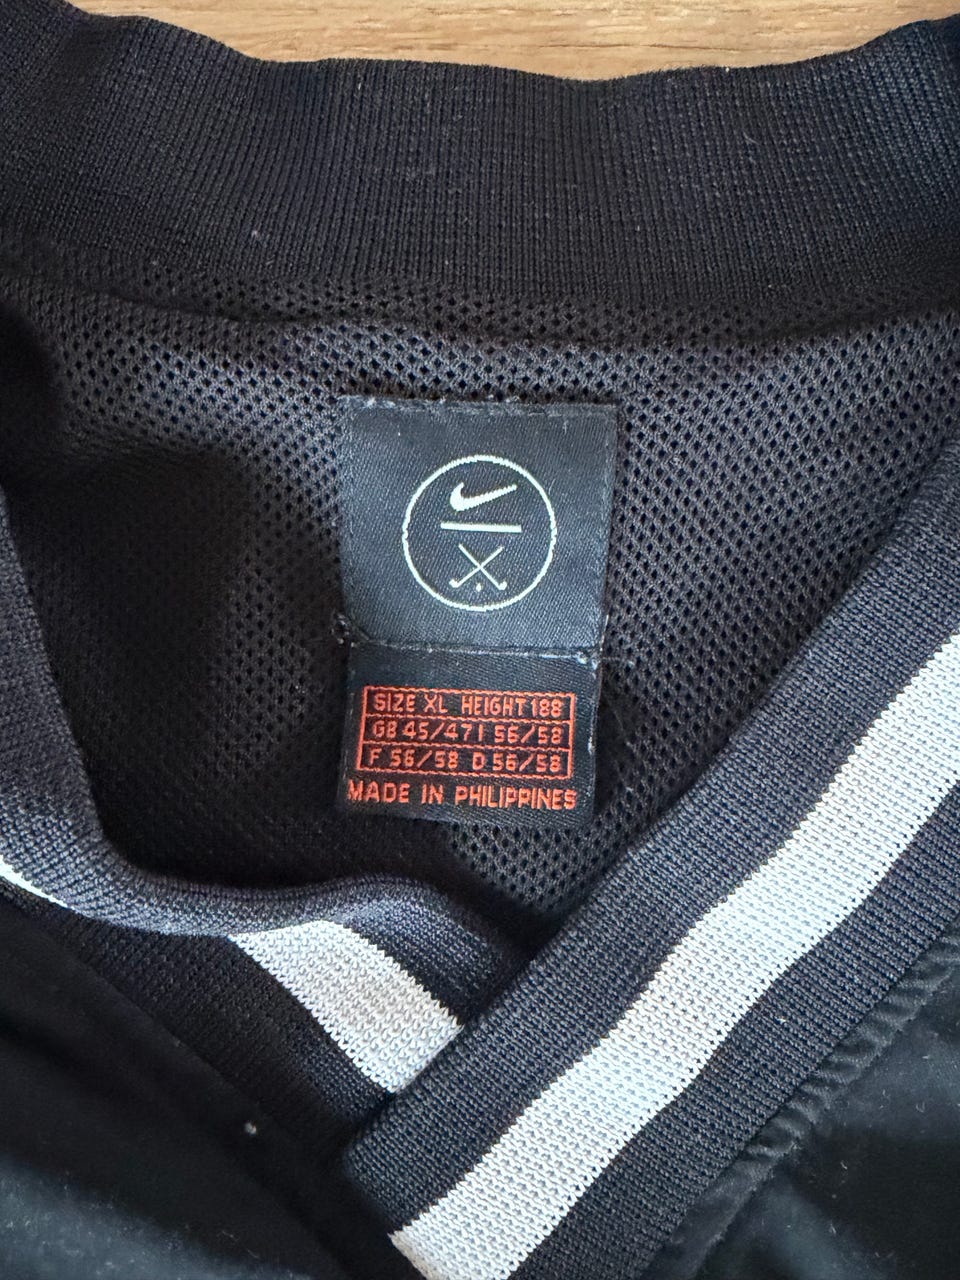 SIZE XL HEIGHT 188
GB 45/47 I 56/58
F 56/58 D 56/58
MADE IN PHILIPPINES